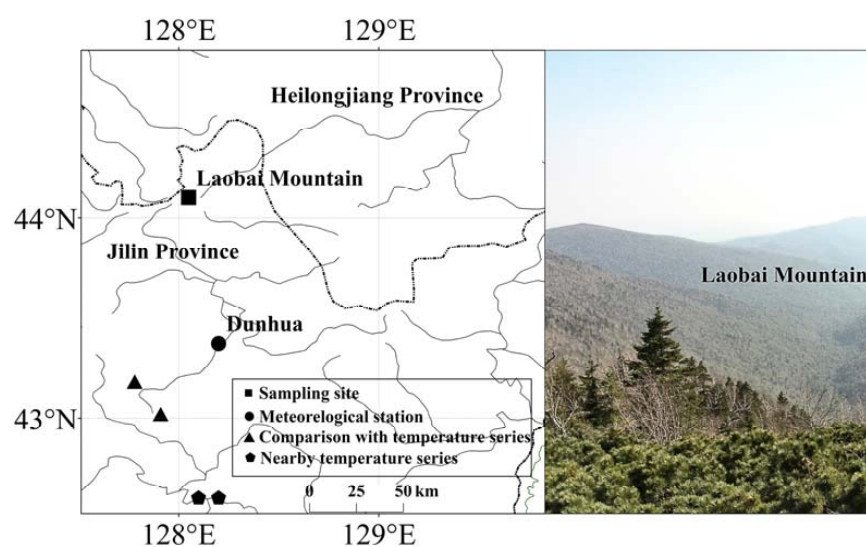 128°E 129°E
Heilongjiang Province
Laobai Mountain
44°N
Jilin Province
Laobai Mountain
Dunhua
Sampling site
Meteorelogical station
43°N
Comparison with temperature series
Nearby temperature series
0 25 50 km
128°E 129°E